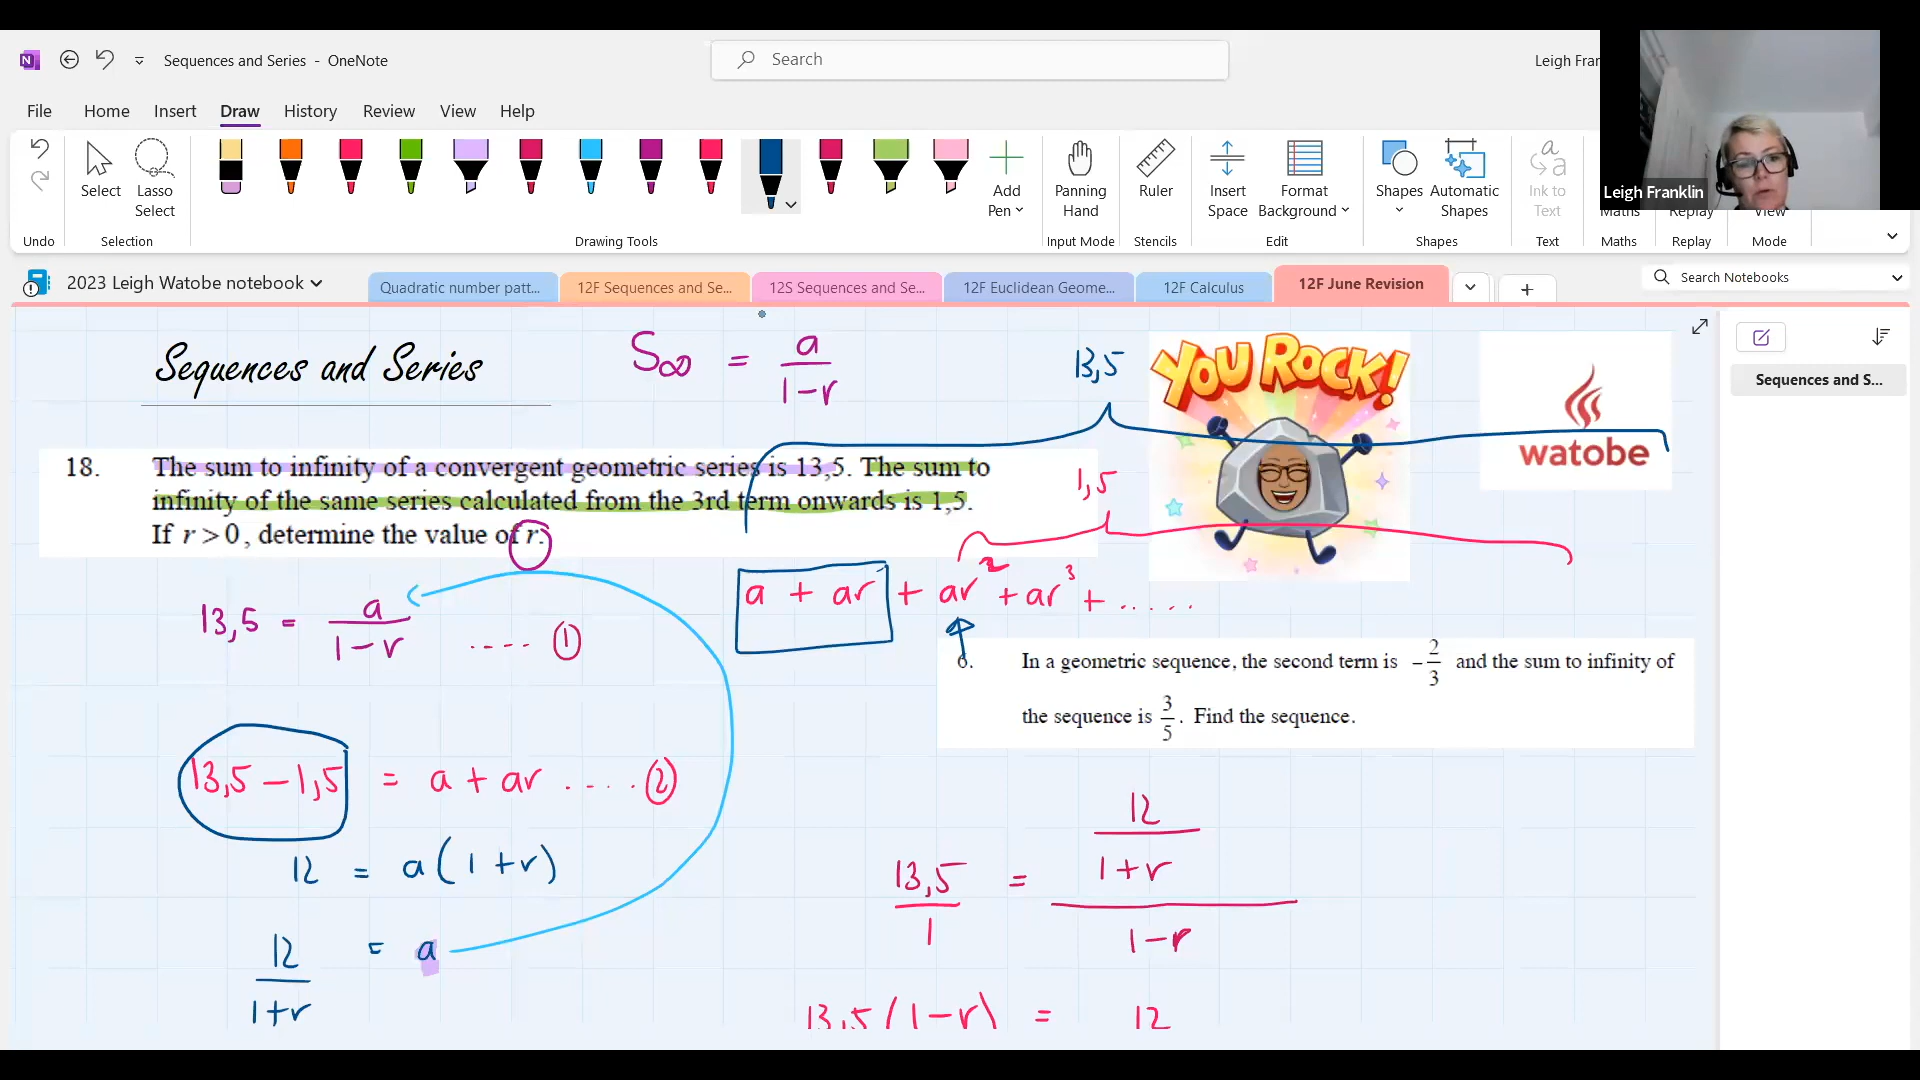 Sequences and Series - OneNote
Search
Leigh Fran
File Home Insert Draw History Review View Help
Select
Lasso Select
Add Pen
Panning Hand
Ruler
Insert Space
Format Background
Shapes
Automatic Shapes
Ink to Text
Maths
Replay
View
Leigh Franklin
Undo
Selection
Drawing Tools
Input Mode
Stencils
Edit
Shapes
Text
Maths
Replay
Mode
2023 Leigh Watobe notebook
Quadratic number patt...
12F Sequences and Se...
12S Sequences and Se...
12F Euclidean Geome...
12F Calculus
12F June Revision
+
Search Notebooks
Sequences and S...
Sequences and Series
S∞ = a/(1-r)
13,5
YOU ROCK!
watobe
18. The sum to infinity of a convergent geometric series is 13,5. The sum to
infinity of the same series calculated from the 3rd term onwards is 1,5.
If r > 0, determine the value of r.
1,5
a + ar + ar² + ar³ + .....
13,5 = a/(1-r) .... ①
6. In a geometric sequence, the second term is -2/3 and the sum to infinity of
the sequence is 3/5. Find the sequence.
13,5 - 1,5 = a + ar .... ②
12 = a(1+r)
12/(1+r) = a
13,5/1 = (12/(1+r))/(1-r)
13,5(1-r) = 12